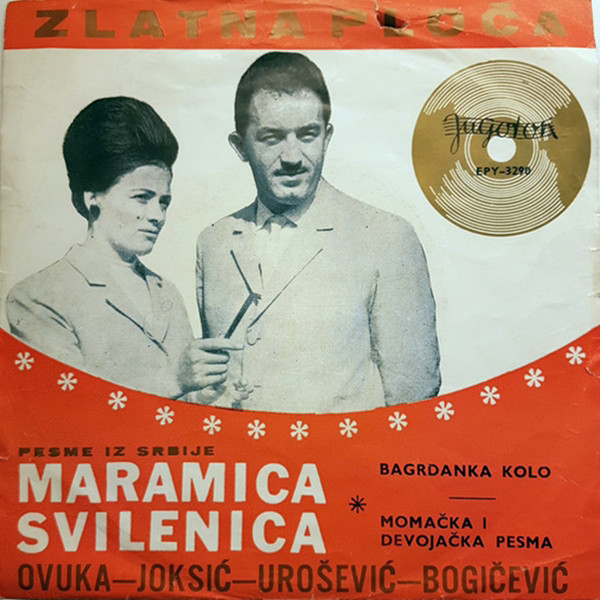 ZLATNA PLOČA
Jugoton
EPY-3290
PESME IZ SRBIJE
MARAMICA
SVILENICA
*
BAGRDANKA KOLO
MOMAČKA I
DEVOJAČKA PESMA
OVUKA—JOKSIĆ—UROŠEVIĆ—BOGIČEVIĆ